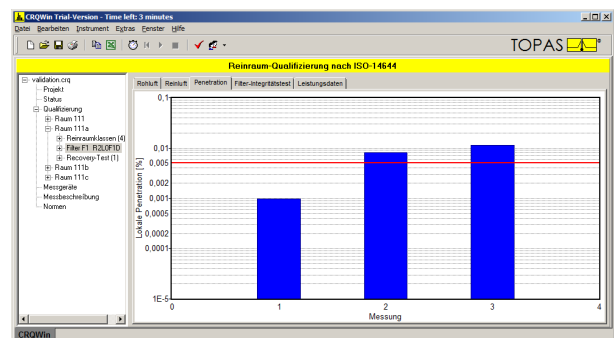 CRQWin Trial-Version - Time left: 3 minutes
Datei Bearbeiten Instrument Extras Fenster Hilfe
TOPAS
Reinraum-Qualifizierung nach ISO-14644
validation.crq
Projekt
Status
Qualifizierung
Raum 111
Raum 111a
Reinraumklassen (4)
Filter F1 R2L0F1D
Recovery-Test (1)
Raum 111b
Raum 111c
Messgeräte
Messbeschreibung
Normen
Rohluft Reinluft Penetration Filter-Integritätstest Leistungsdaten
Lokale Penetration [%]
0,1
0,01
0,005
0,002
0,001
0,0005
0,0002
0,0001
1E-5
0 1 2 3 4
Messung
CRQWin